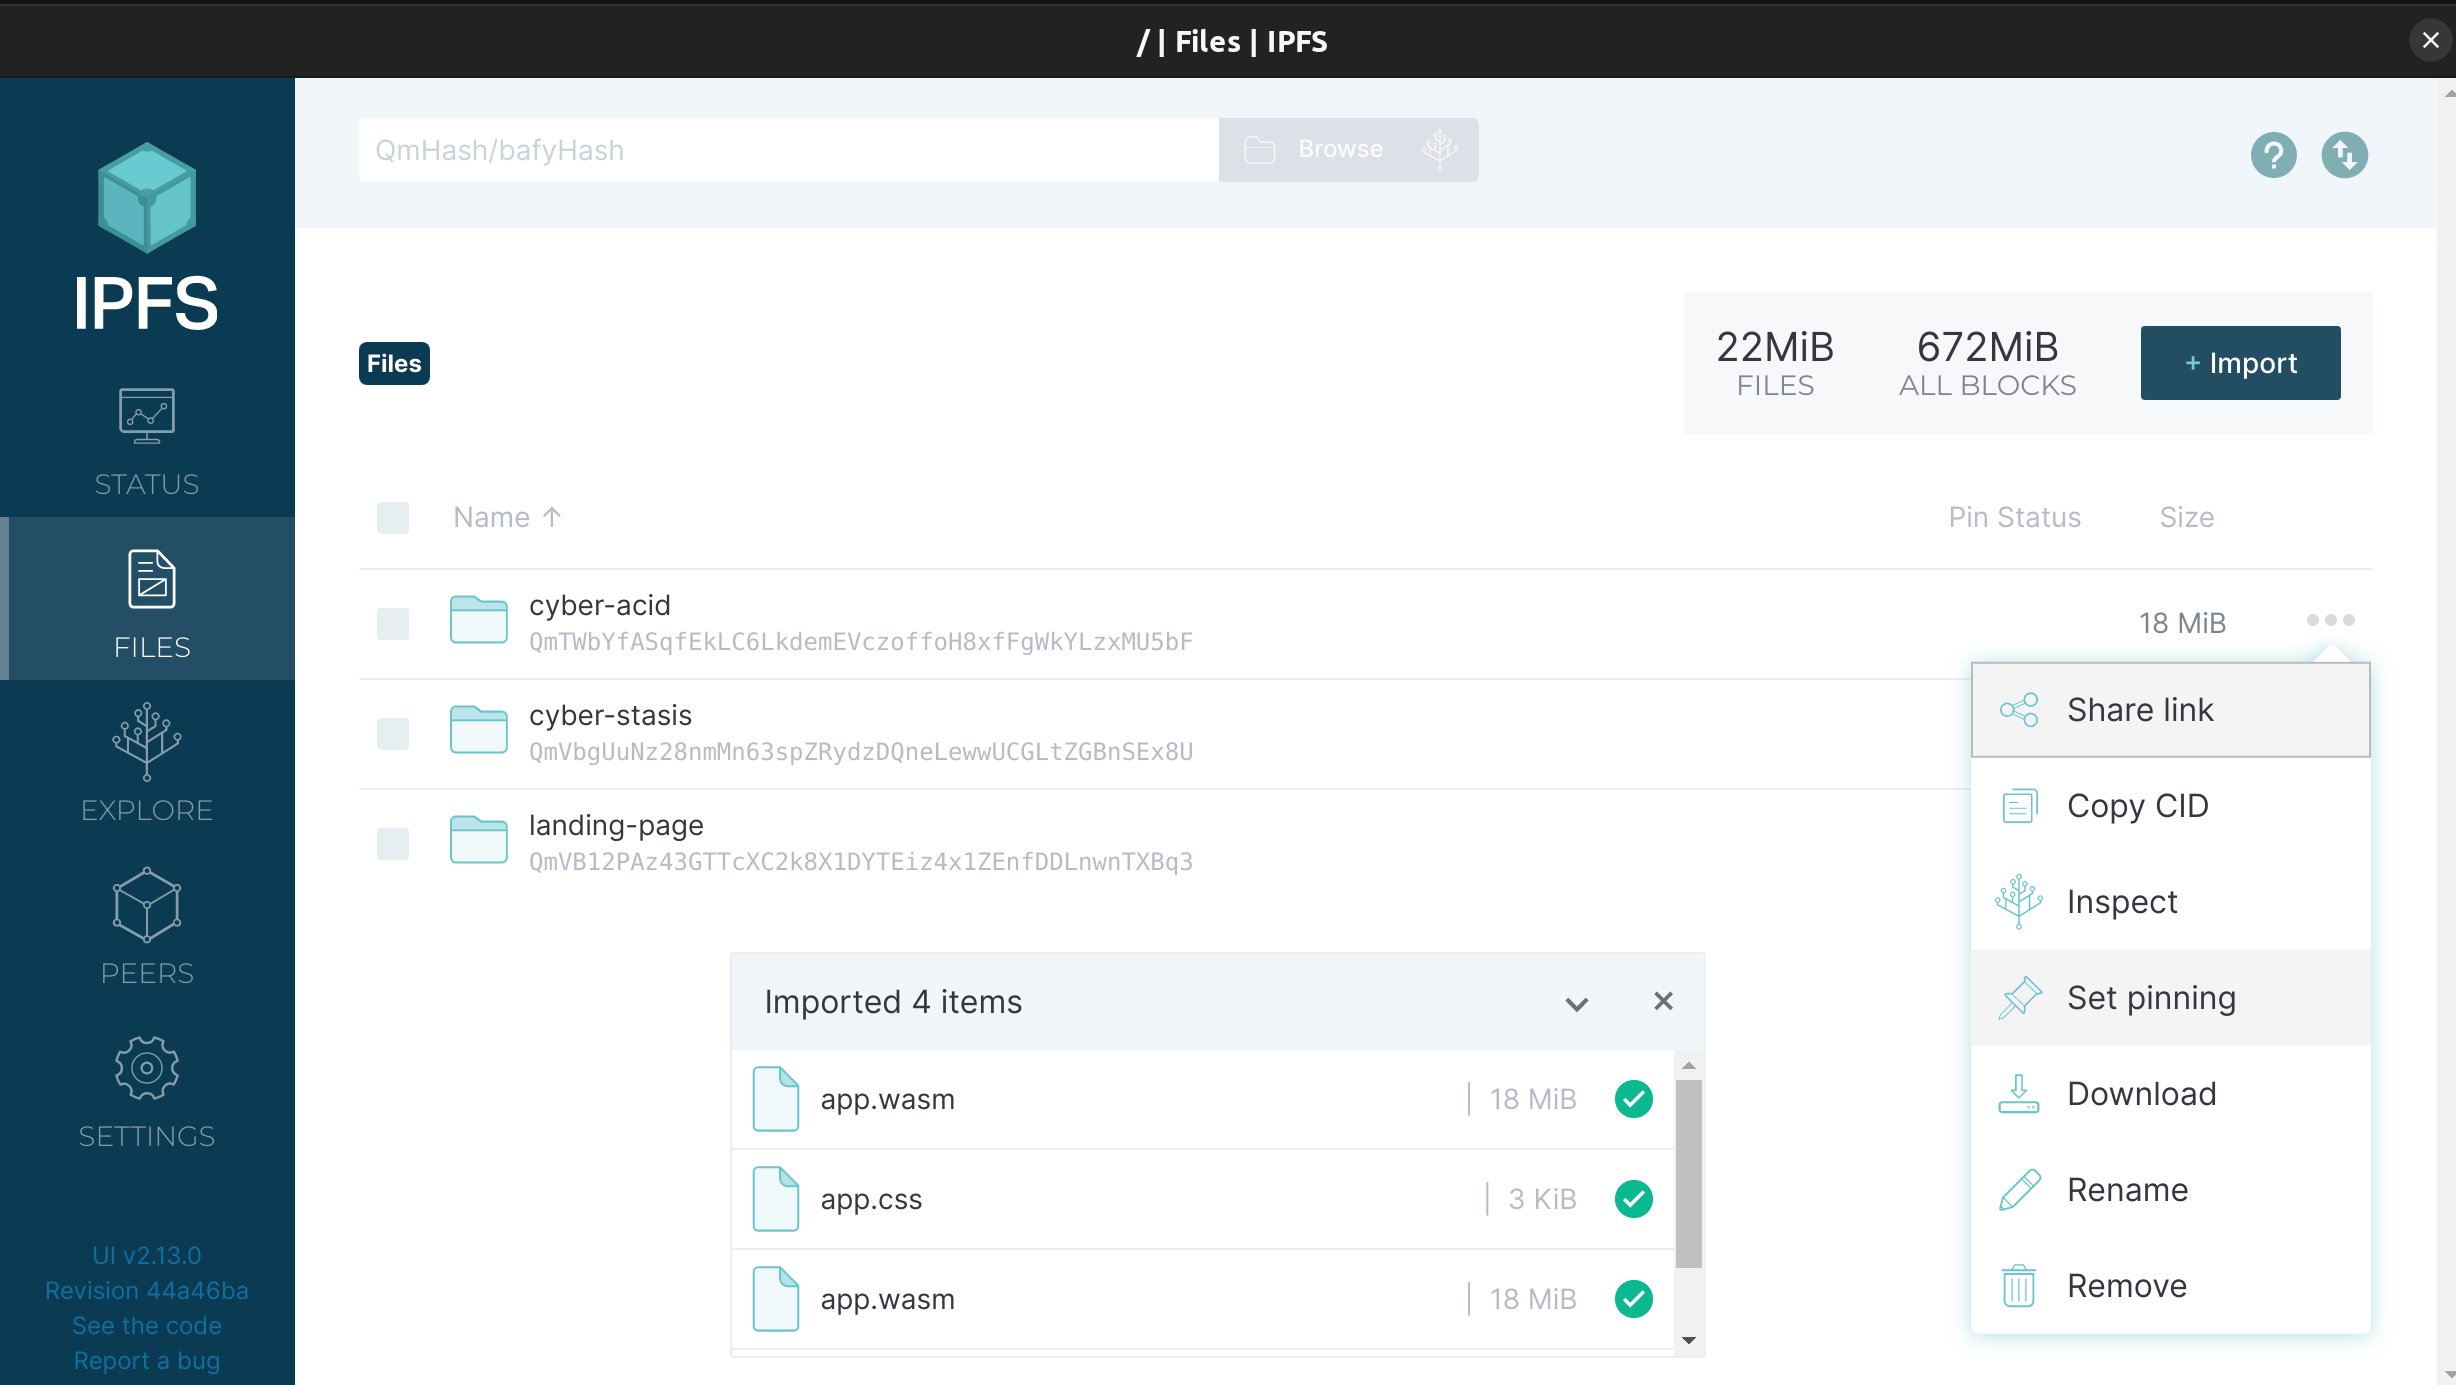 / | Files | IPFS
QmHash/bafyHash
Browse
IPFS
STATUS
FILES
EXPLORE
PEERS
SETTINGS
UI v2.13.0
Revision 44a46ba
See the code
Report a bug
Files
22MiB
FILES
672MiB
ALL BLOCKS
+ Import
Name ↑
Pin Status
Size
cyber-acid
QmTWbYfASqfEkLC6LkdemEVczoffoH8xfFgWkYLzxMU5bF
18 MiB
cyber-stasis
QmVbgUuNz28nmMn63spZRydzDQneLewwUCGLtZGBnSEx8U
landing-page
QmVB12PAz43GTTcXC2k8X1DYTEiz4x1ZEnfDDLnwnTXBq3
Share link
Copy CID
Inspect
Set pinning
Download
Rename
Remove
Imported 4 items
app.wasm
| 18 MiB
app.css
| 3 KiB
app.wasm
| 18 MiB